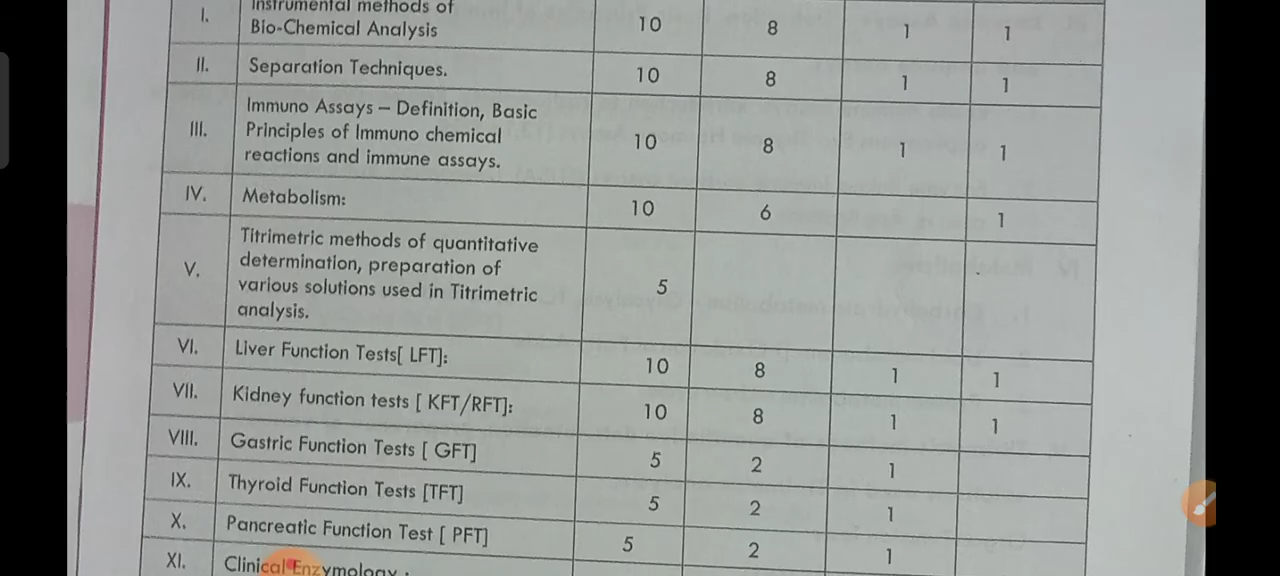 I. Instrumental methods of
Bio-Chemical Analysis 10 8 1 1
II. Separation Techniques. 10 8 1 1
III. Immuno Assays – Definition, Basic
Principles of Immuno chemical
reactions and immune assays. 10 8 1 1
IV. Metabolism: 10 6 1
V. Titrimetric methods of quantitative
determination, preparation of
various solutions used in Titrimetric
analysis. 5
VI. Liver Function Tests[ LFT]: 10 8 1 1
VII. Kidney function tests [ KFT/RFT]: 10 8 1 1
VIII. Gastric Function Tests [ GFT] 5 2 1
IX. Thyroid Function Tests [TFT] 5 2 1
X. Pancreatic Function Test [ PFT] 5 2 1
XI. Clinical Enzymology :